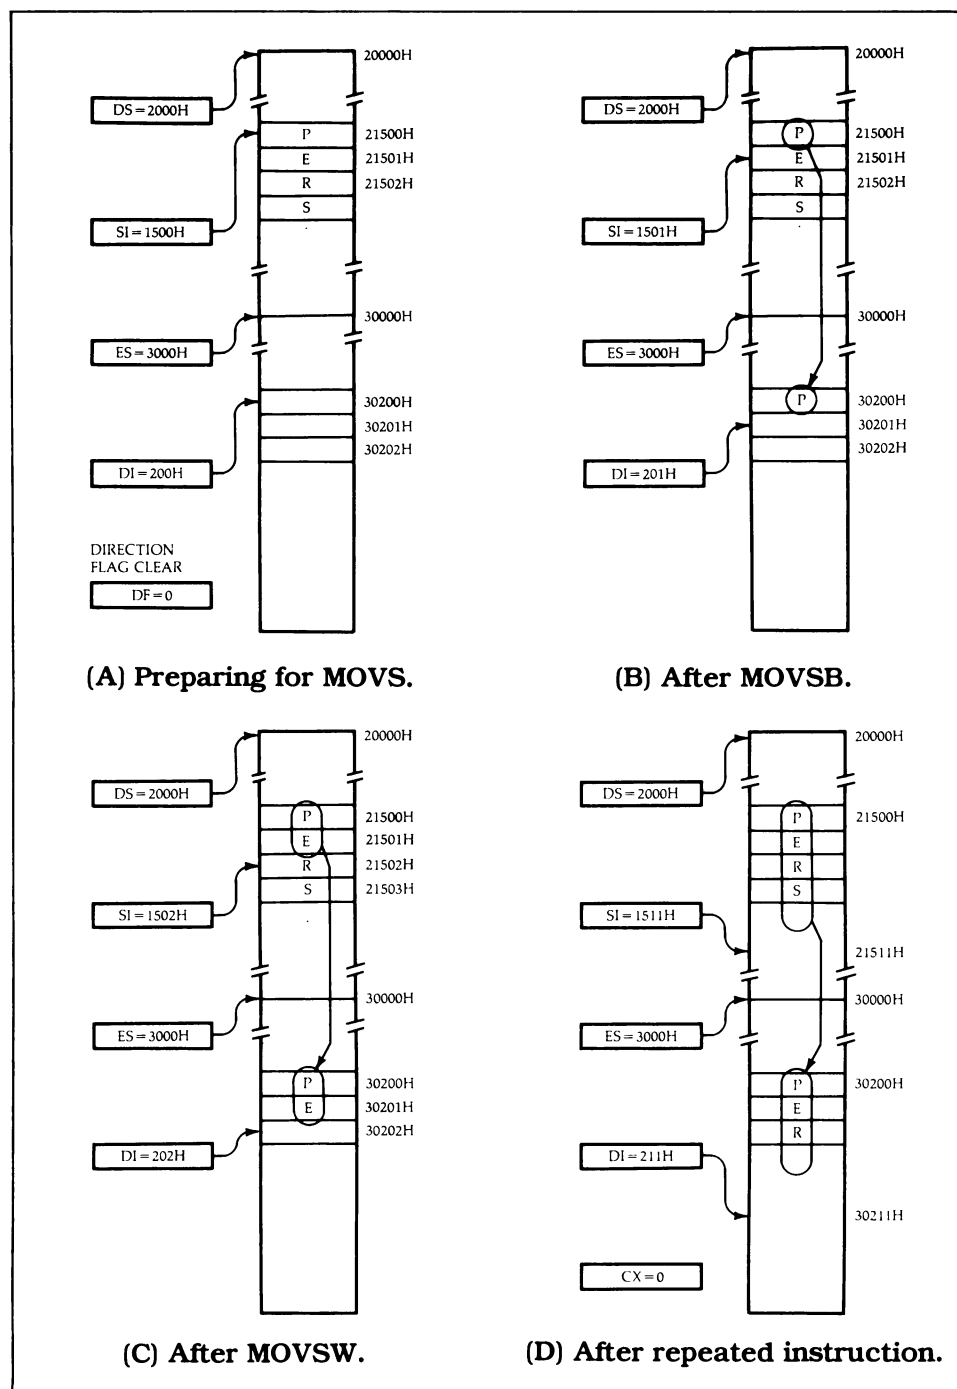 20000H
DS = 2000H
P 21500H
E 21501H
R 21502H
S
SI = 1500H
30000H
ES = 3000H
30200H
30201H
30202H
DI = 200H
DIRECTION
FLAG CLEAR
DF = 0
(A) Preparing for MOVS.
20000H
DS = 2000H
P 21500H
E 21501H
R 21502H
S
SI = 1501H
30000H
ES = 3000H
P 30200H
30201H
30202H
DI = 201H
(B) After MOVSB.
20000H
DS = 2000H
P 21500H
E 21501H
R 21502H
S 21503H
SI = 1502H
30000H
ES = 3000H
P 30200H
E 30201H
30202H
DI = 202H
(C) After MOVSW.
20000H
DS = 2000H
P 21500H
E
R
S
SI = 1511H
21511H
30000H
ES = 3000H
P 30200H
E
R
DI = 211H
30211H
CX = 0
(D) After repeated instruction.